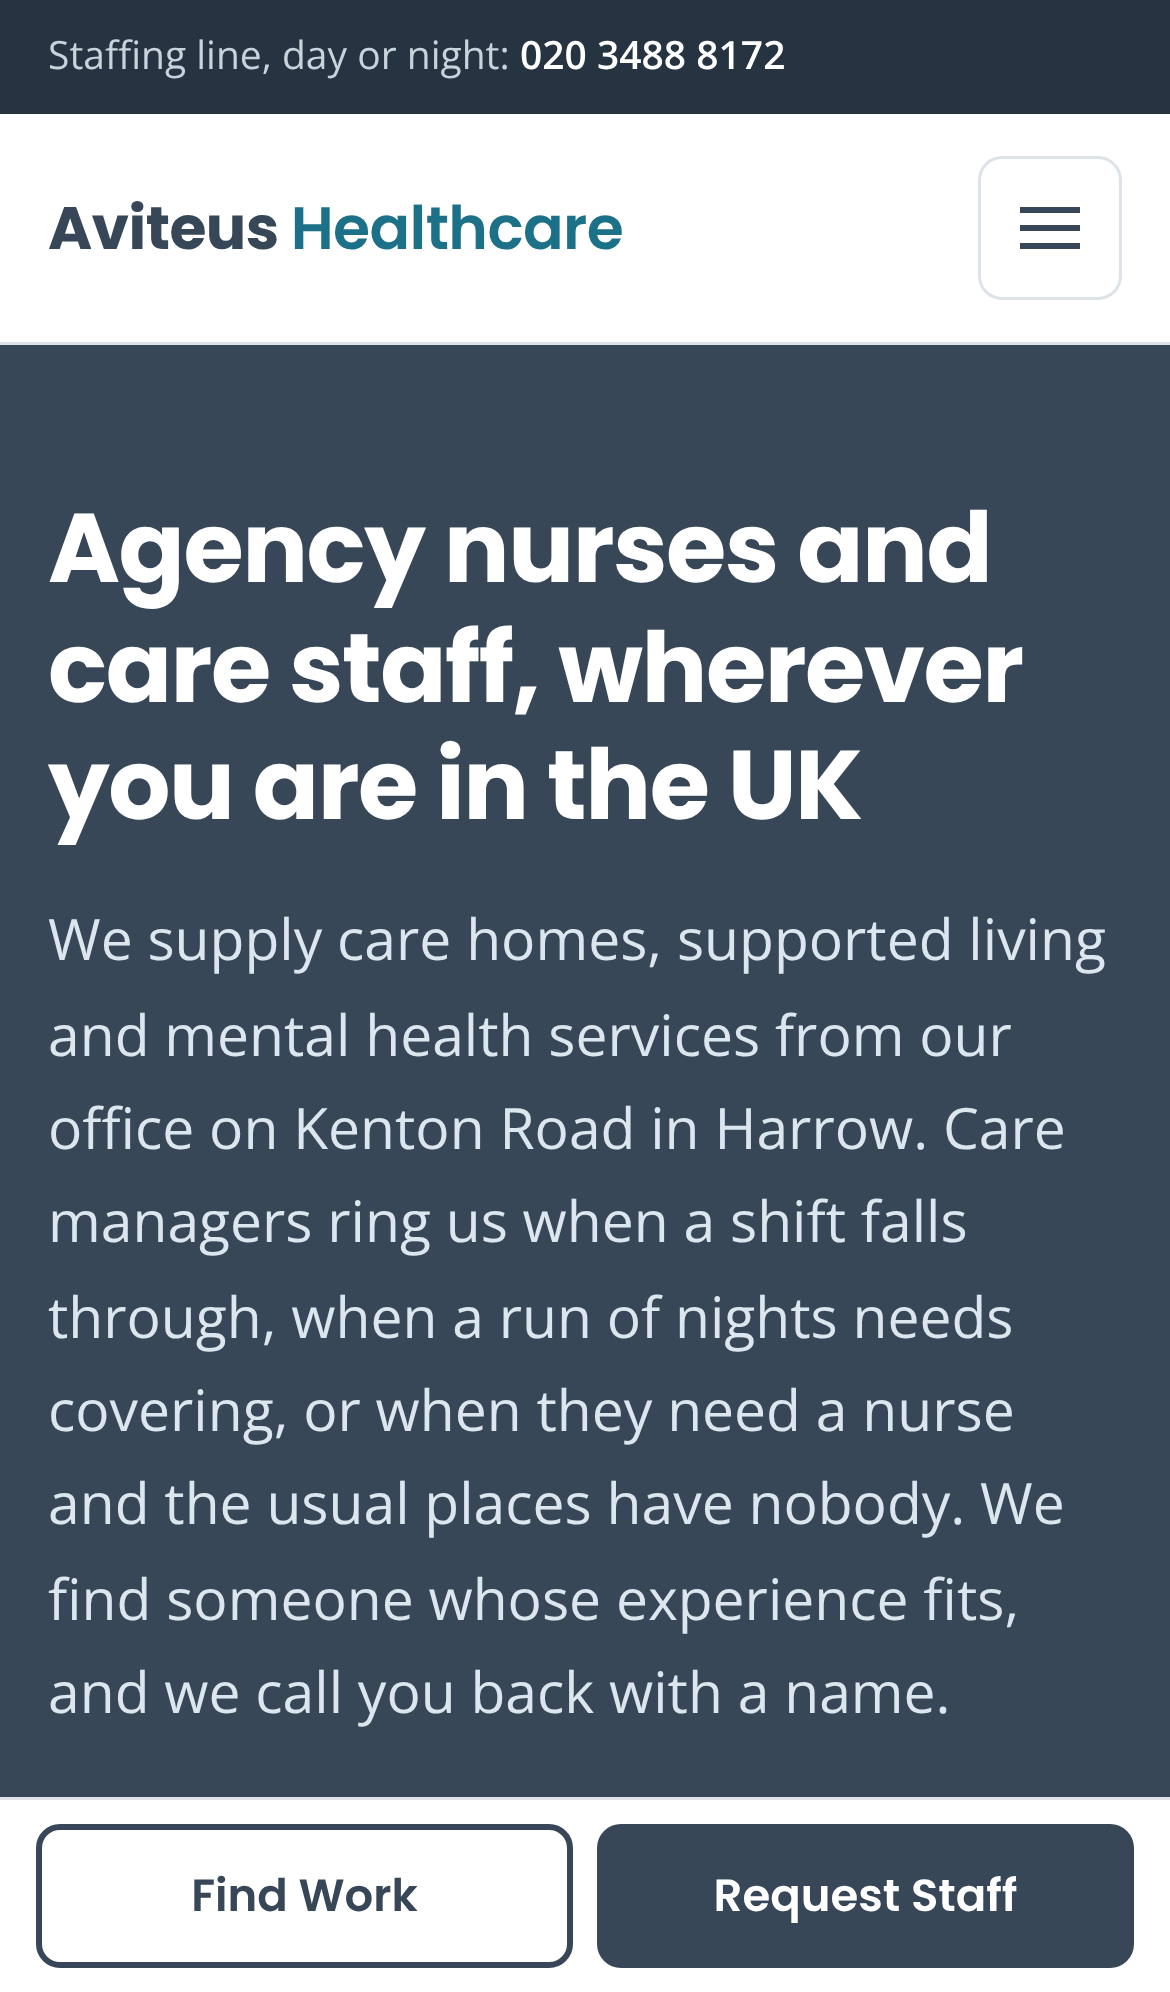 Staffing line, day or night: 020 3488 8172
Aviteus Healthcare
Agency nurses and
care staff, wherever
you are in the UK
We supply care homes, supported living
and mental health services from our
office on Kenton Road in Harrow. Care
managers ring us when a shift falls
through, when a run of nights needs
covering, or when they need a nurse
and the usual places have nobody. We
find someone whose experience fits,
and we call you back with a name.
Find Work
Request Staff